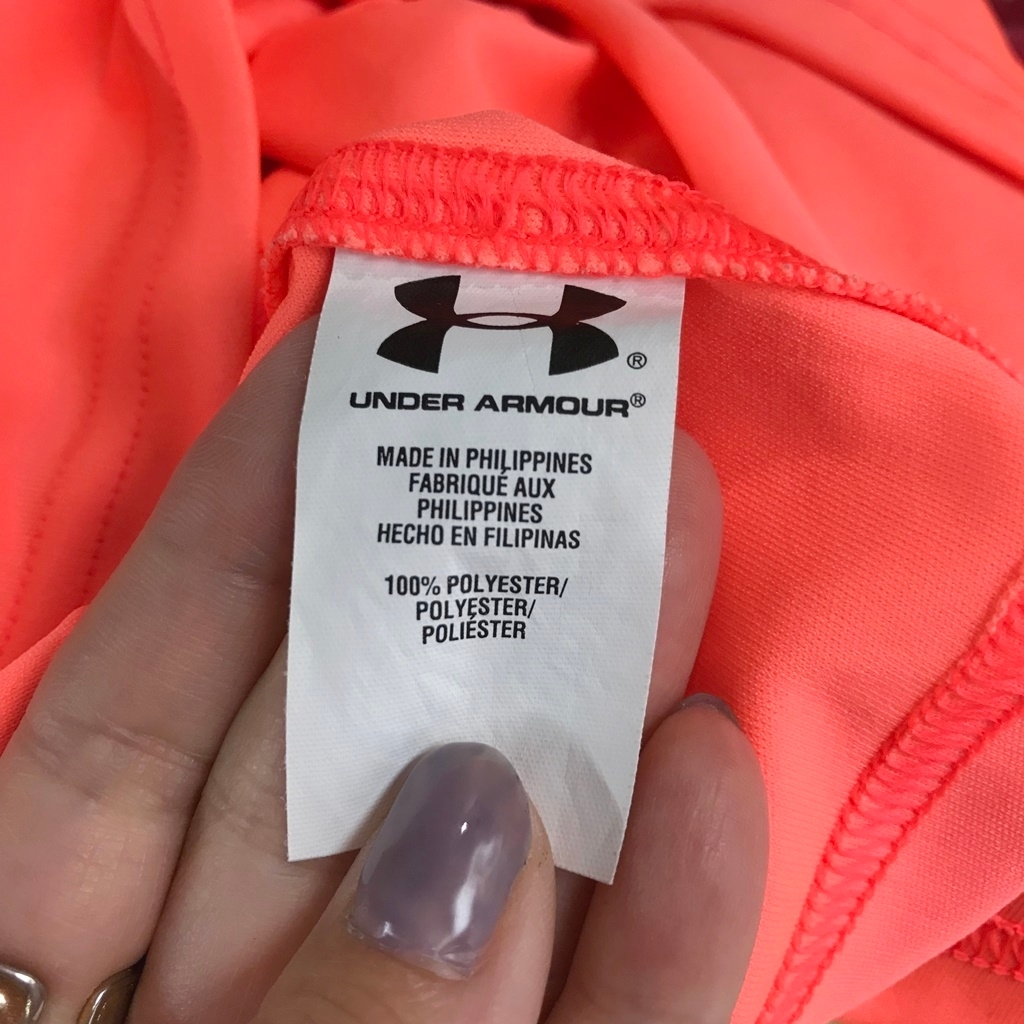 ®
UNDER ARMOUR®
MADE IN PHILIPPINES
FABRIQUÉ AUX
PHILIPPINES
HECHO EN FILIPINAS
100% POLYESTER/
POLYESTER/
POLIÉSTER